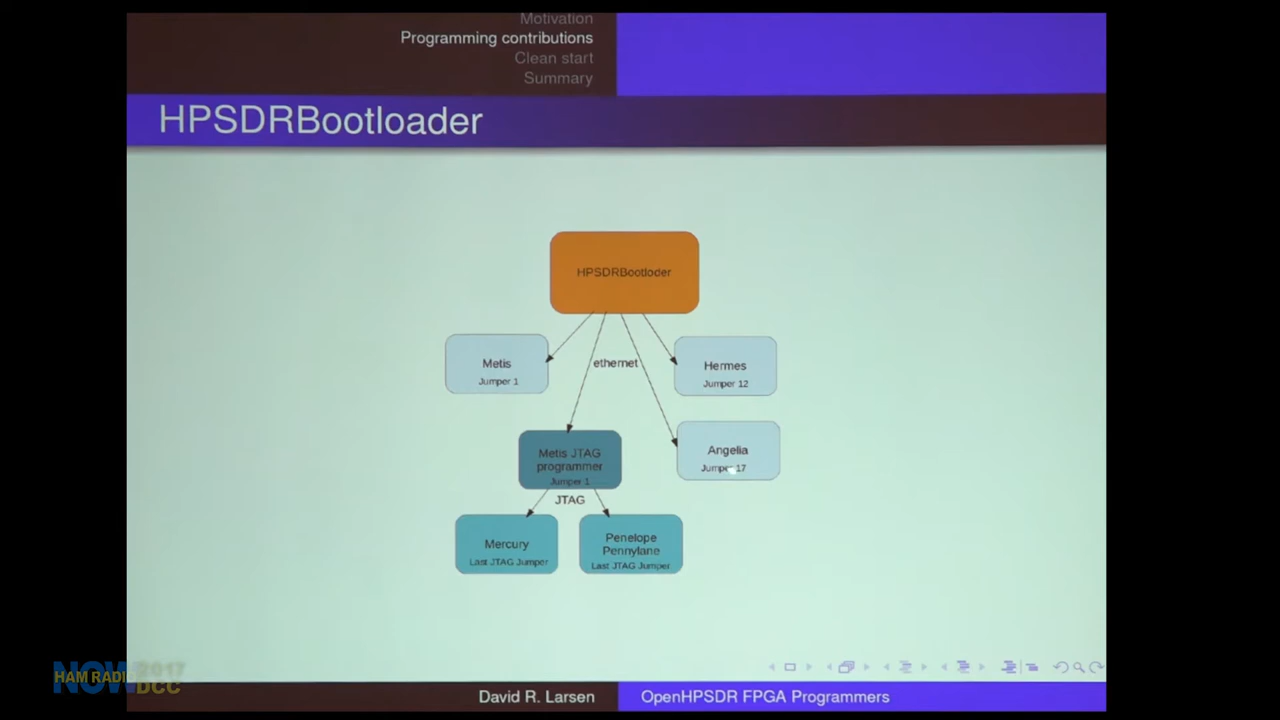 Motivation
Programming contributions
Clean start
Summary
HPSDRBootloader
HPSDRBootloder
Metis
Jumper 1
ethernet
Hermes
Jumper 12
Metis JTAG
programmer
Jumper 1
Angelia
Jumper 17
JTAG
Mercury
Last JTAG Jumper
Penelope
Pennylane
Last JTAG Jumper
HAM RADIO
NOW
2017
DCC
David R. Larsen
OpenHPSDR FPGA Programmers